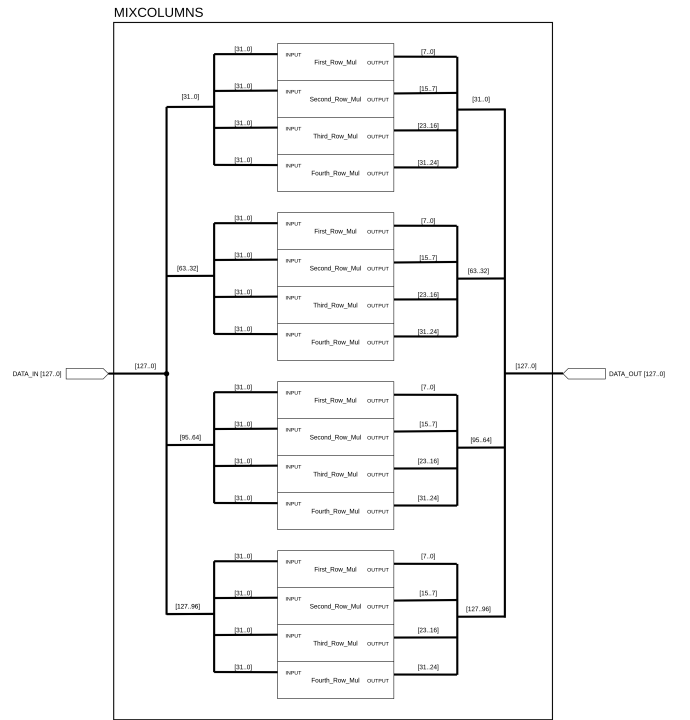 MIXCOLUMNS
[31..0]
INPUT
First_Row_Mul
OUTPUT
[7..0]
[31..0]
[31..0]
INPUT
Second_Row_Mul
OUTPUT
[15..7]
[31..0]
[31..0]
INPUT
Third_Row_Mul
OUTPUT
[23..16]
[31..0]
INPUT
Fourth_Row_Mul
OUTPUT
[31..24]
[31..0]
INPUT
First_Row_Mul
OUTPUT
[7..0]
[31..0]
INPUT
Second_Row_Mul
OUTPUT
[15..7]
[63..32]
[63..32]
[31..0]
INPUT
Third_Row_Mul
OUTPUT
[23..16]
[31..0]
INPUT
Fourth_Row_Mul
OUTPUT
[31..24]
DATA_IN [127..0]
[127..0]
[127..0]
DATA_OUT [127..0]
[31..0]
INPUT
First_Row_Mul
OUTPUT
[7..0]
[31..0]
INPUT
Second_Row_Mul
OUTPUT
[15..7]
[95..64]
[95..64]
[31..0]
INPUT
Third_Row_Mul
OUTPUT
[23..16]
[31..0]
INPUT
Fourth_Row_Mul
OUTPUT
[31..24]
[31..0]
INPUT
First_Row_Mul
OUTPUT
[7..0]
[31..0]
INPUT
Second_Row_Mul
OUTPUT
[15..7]
[127..96]
[127..96]
[31..0]
INPUT
Third_Row_Mul
OUTPUT
[23..16]
[31..0]
INPUT
Fourth_Row_Mul
OUTPUT
[31..24]